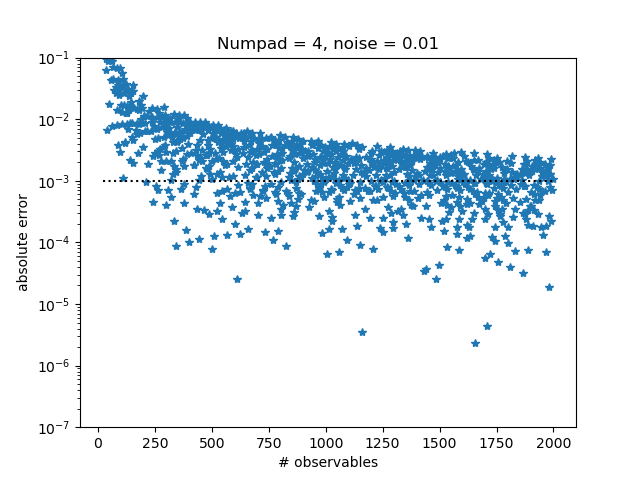 Numpad = 4, noise = 0.01
absolute error
10⁻¹
10⁻²
10⁻³
10⁻⁴
10⁻⁵
10⁻⁶
10⁻⁷
0 250 500 750 1000 1250 1500 1750 2000
# observables